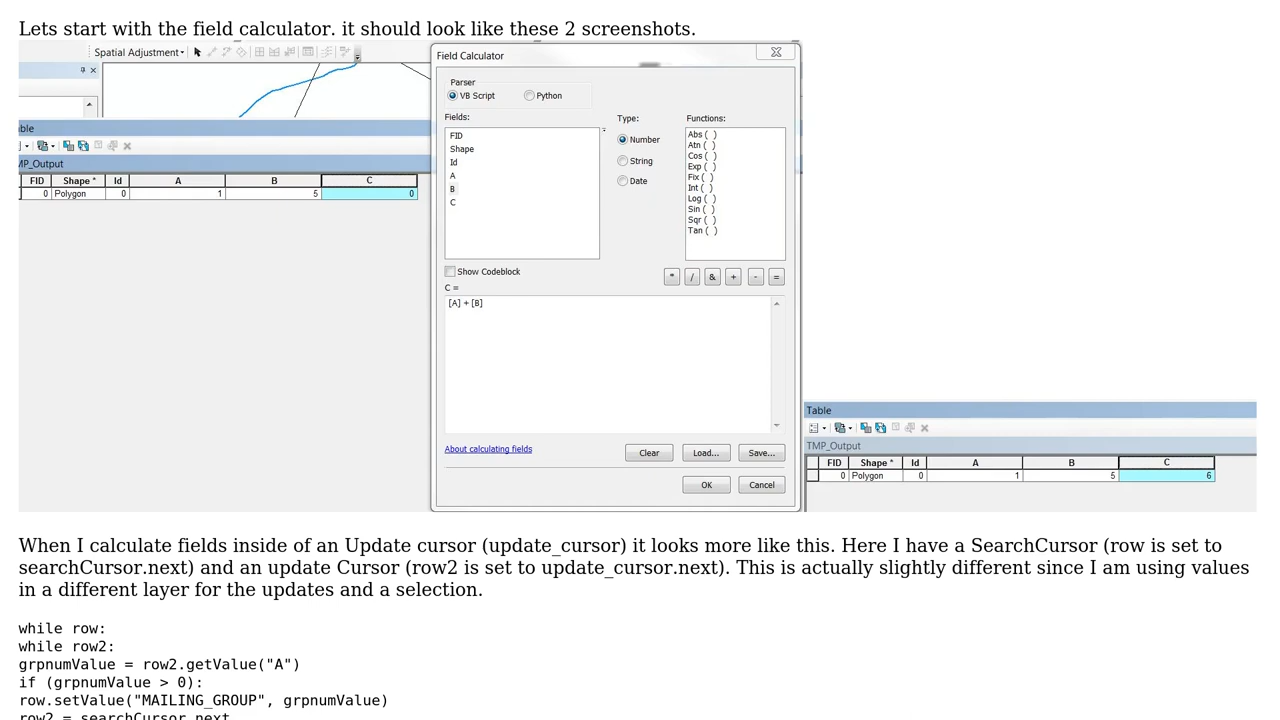 Lets start with the field calculator. it should look like these 2 screenshots.
Spatial Adjustment
Field Calculator
Parser
VB Script
Python
Fields:
Type:
Functions:
FID
Shape
Id
A
B
C
Number
String
Date
Abs ( )
Atn ( )
Cos ( )
Exp ( )
Fix ( )
Int ( )
Log ( )
Sin ( )
Sqr ( )
Tan ( )
Show Codeblock
* / & + - =
C =
[A] + [B]
About calculating fields
Clear
Load...
Save...
OK
Cancel
able
MP_Output
FID Shape * Id A B C
0 Polygon 0 1 5 0
Table
TMP_Output
FID Shape * Id A B C
0 Polygon 0 1 5 6
When I calculate fields inside of an Update cursor (update_cursor) it looks more like this. Here I have a SearchCursor (row is set to
searchCursor.next) and an update Cursor (row2 is set to update_cursor.next). This is actually slightly different since I am using values
in a different layer for the updates and a selection.
while row:
while row2:
grpnumValue = row2.getValue("A")
if (grpnumValue > 0):
row.setValue("MAILING_GROUP", grpnumValue)
row2 = searchCursor.next